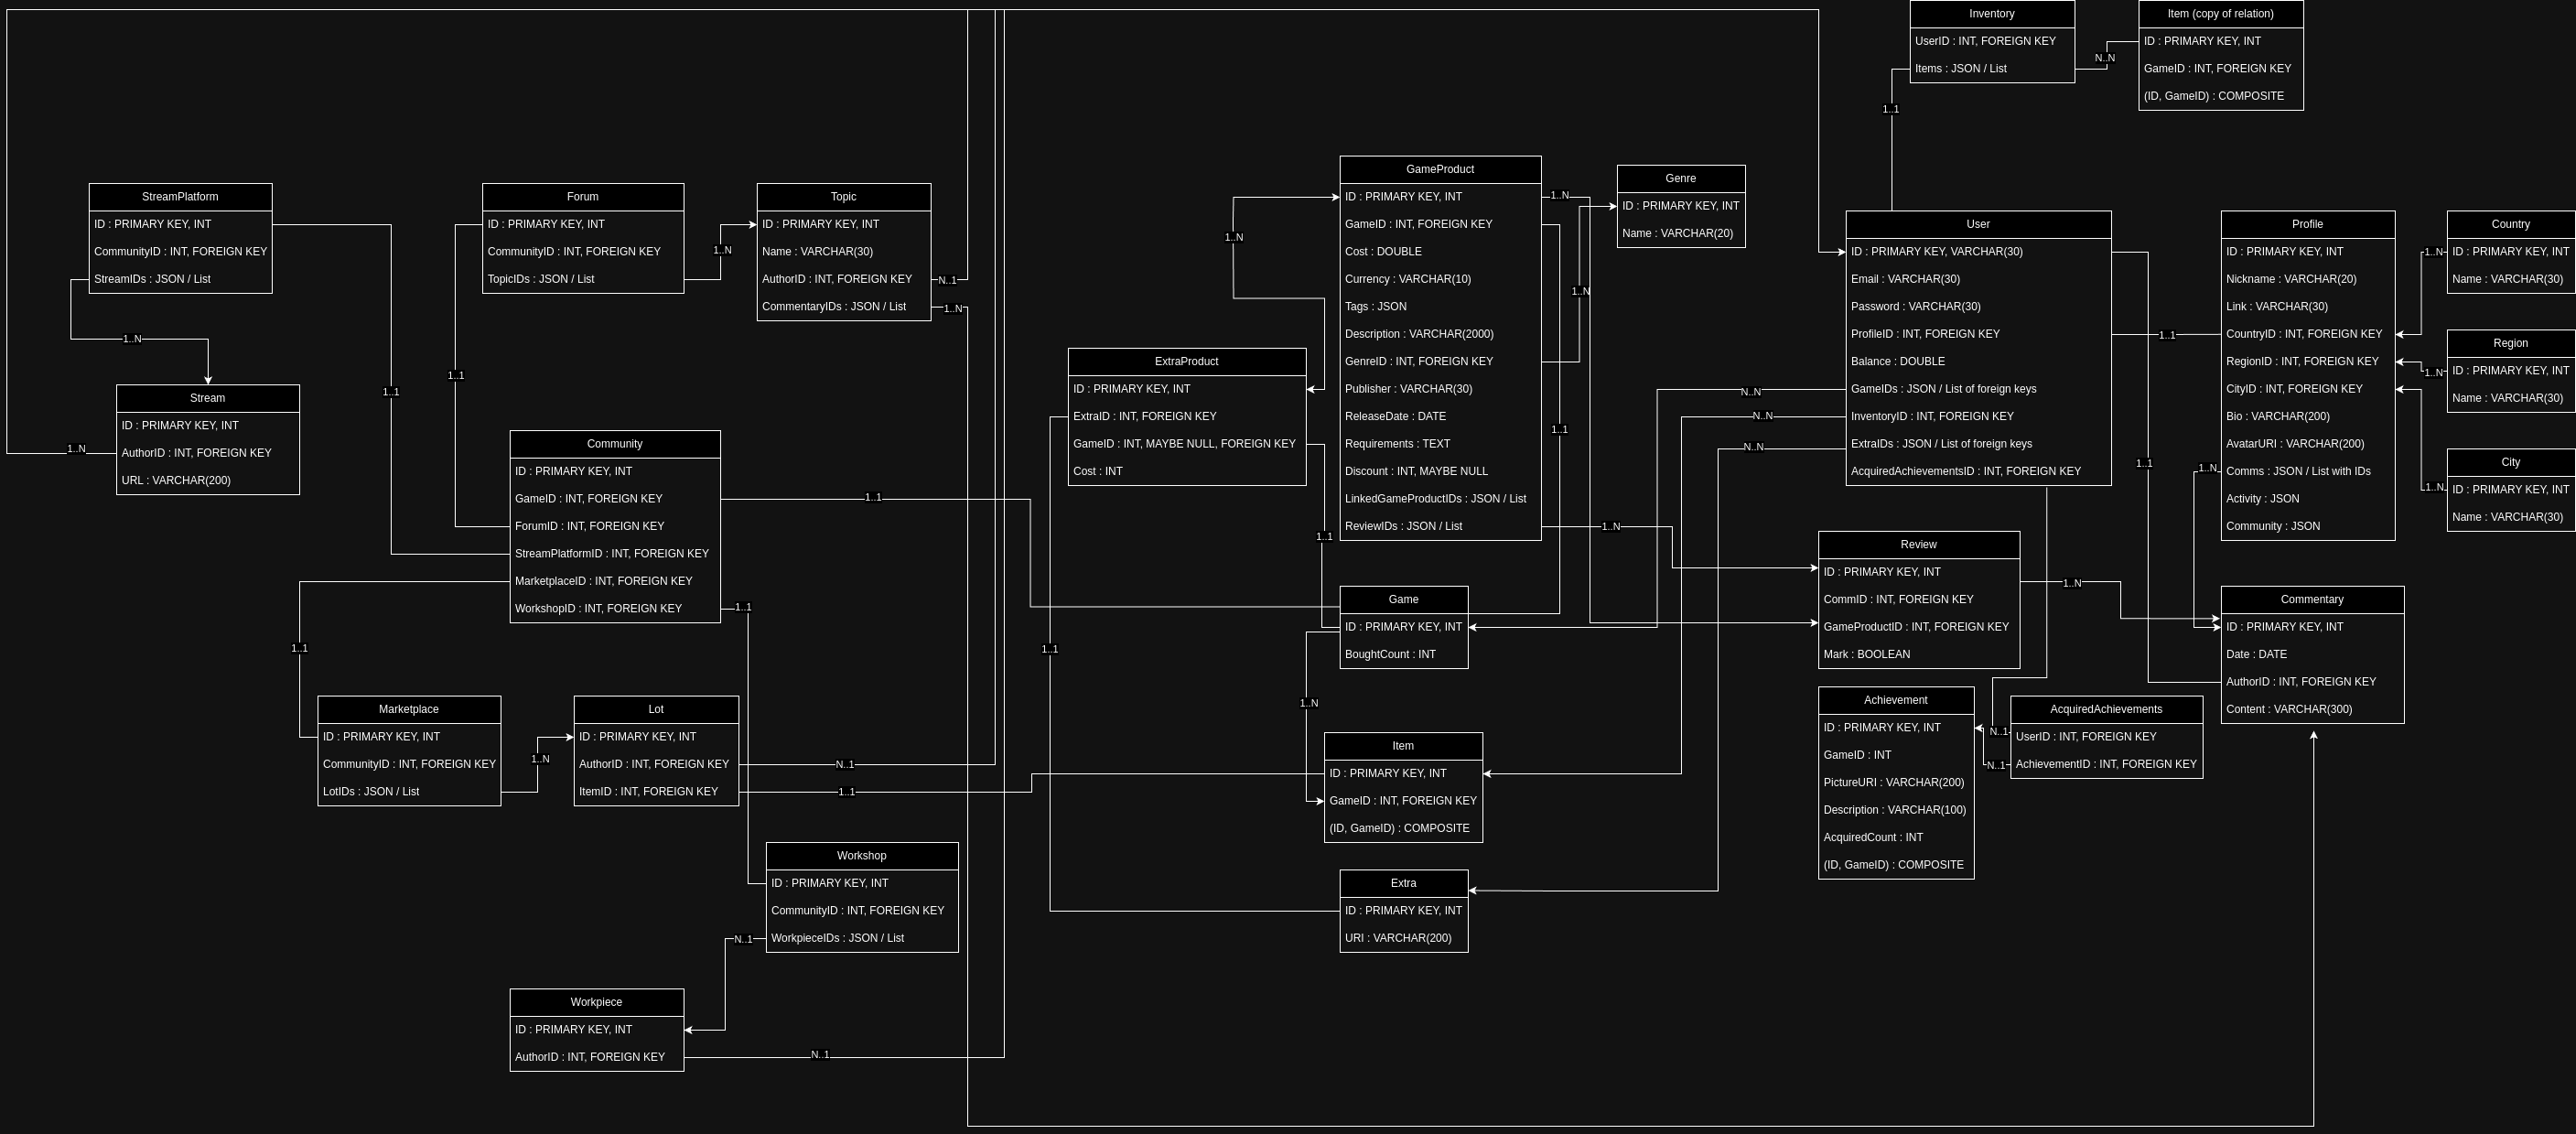 Inventory
UserID : INT, FOREIGN KEY
Items : JSON / List
1..1
N..N
Item (copy of relation)
ID : PRIMARY KEY, INT
GameID : INT, FOREIGN KEY
(ID, GameID) : COMPOSITE
StreamPlatform
ID : PRIMARY KEY, INT
CommunityID : INT, FOREIGN KEY
StreamIDs : JSON / List
1..N
Stream
ID : PRIMARY KEY, INT
AuthorID : INT, FOREIGN KEY
URL : VARCHAR(200)
1..N
1..1
Forum
ID : PRIMARY KEY, INT
CommunityID : INT, FOREIGN KEY
TopicIDs : JSON / List
1..N
1..1
Topic
ID : PRIMARY KEY, INT
Name : VARCHAR(30)
AuthorID : INT, FOREIGN KEY
CommentaryIDs : JSON / List
N..1
1..N
Community
ID : PRIMARY KEY, INT
GameID : INT, FOREIGN KEY
ForumID : INT, FOREIGN KEY
StreamPlatformID : INT, FOREIGN KEY
MarketplaceID : INT, FOREIGN KEY
WorkshopID : INT, FOREIGN KEY
1..1
1..1
1..1
Marketplace
ID : PRIMARY KEY, INT
CommunityID : INT, FOREIGN KEY
LotIDs : JSON / List
1..N
Lot
ID : PRIMARY KEY, INT
AuthorID : INT, FOREIGN KEY
ItemID : INT, FOREIGN KEY
N..1
1..1
Workshop
ID : PRIMARY KEY, INT
CommunityID : INT, FOREIGN KEY
WorkpieceIDs : JSON / List
N..1
Workpiece
ID : PRIMARY KEY, INT
AuthorID : INT, FOREIGN KEY
N..1
ExtraProduct
ID : PRIMARY KEY, INT
ExtraID : INT, FOREIGN KEY
GameID : INT, MAYBE NULL, FOREIGN KEY
Cost : INT
1..N
1..1
1..1
GameProduct
ID : PRIMARY KEY, INT
GameID : INT, FOREIGN KEY
Cost : DOUBLE
Currency : VARCHAR(10)
Tags : JSON
Description : VARCHAR(2000)
GenreID : INT, FOREIGN KEY
Publisher : VARCHAR(30)
ReleaseDate : DATE
Requirements : TEXT
Discount : INT, MAYBE NULL
LinkedGameProductIDs : JSON / List
ReviewIDs : JSON / List
1..N
1..N
1..1
1..N
Genre
ID : PRIMARY KEY, INT
Name : VARCHAR(20)
Game
ID : PRIMARY KEY, INT
BoughtCount : INT
1..N
Item
ID : PRIMARY KEY, INT
GameID : INT, FOREIGN KEY
(ID, GameID) : COMPOSITE
Extra
ID : PRIMARY KEY, INT
URI : VARCHAR(200)
User
ID : PRIMARY KEY, VARCHAR(30)
Email : VARCHAR(30)
Password : VARCHAR(30)
ProfileID : INT, FOREIGN KEY
Balance : DOUBLE
GameIDs : JSON / List of foreign keys
InventoryID : INT, FOREIGN KEY
ExtraIDs : JSON / List of foreign keys
AcquiredAchievementsID : INT, FOREIGN KEY
N..N
N..N
N..N
1..1
1..1
Profile
ID : PRIMARY KEY, INT
Nickname : VARCHAR(20)
Link : VARCHAR(30)
CountryID : INT, FOREIGN KEY
RegionID : INT, FOREIGN KEY
CityID : INT, FOREIGN KEY
Bio : VARCHAR(200)
AvatarURI : VARCHAR(200)
Comms : JSON / List with IDs
Activity : JSON
Community : JSON
1..N
1..N
1..N
1..N
Country
ID : PRIMARY KEY, INT
Name : VARCHAR(30)
Region
ID : PRIMARY KEY, INT
Name : VARCHAR(30)
City
ID : PRIMARY KEY, INT
Name : VARCHAR(30)
Review
ID : PRIMARY KEY, INT
CommID : INT, FOREIGN KEY
GameProductID : INT, FOREIGN KEY
Mark : BOOLEAN
1..N
Commentary
ID : PRIMARY KEY, INT
Date : DATE
AuthorID : INT, FOREIGN KEY
Content : VARCHAR(300)
Achievement
ID : PRIMARY KEY, INT
GameID : INT
PictureURI : VARCHAR(200)
Description : VARCHAR(100)
AcquiredCount : INT
(ID, GameID) : COMPOSITE
N..1
N..1
AcquiredAchievements
UserID : INT, FOREIGN KEY
AchievementID : INT, FOREIGN KEY